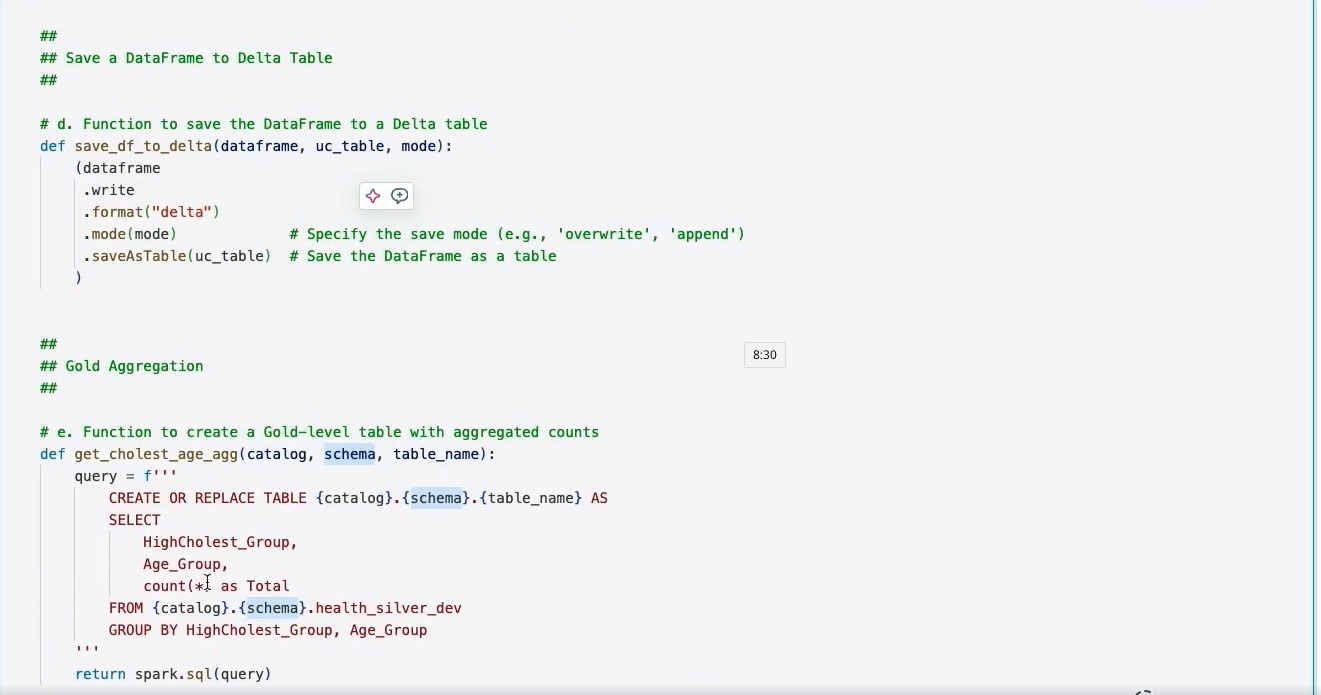 ##
## Save a DataFrame to Delta Table
##
# d. Function to save the DataFrame to a Delta table
def save_df_to_delta(dataframe, uc_table, mode):
(dataframe
.write
.format("delta")
.mode(mode) # Specify the save mode (e.g., 'overwrite', 'append')
.saveAsTable(uc_table) # Save the DataFrame as a table
)
##
8:30
## Gold Aggregation
##
# e. Function to create a Gold-level table with aggregated counts
def get_cholest_age_agg(catalog, schema, table_name):
query = f'''
CREATE OR REPLACE TABLE {catalog}.{schema}.{table_name} AS
SELECT
HighCholest_Group,
Age_Group,
count(*) as Total
FROM {catalog}.{schema}.health_silver_dev
GROUP BY HighCholest_Group, Age_Group
'''
return spark.sql(query)